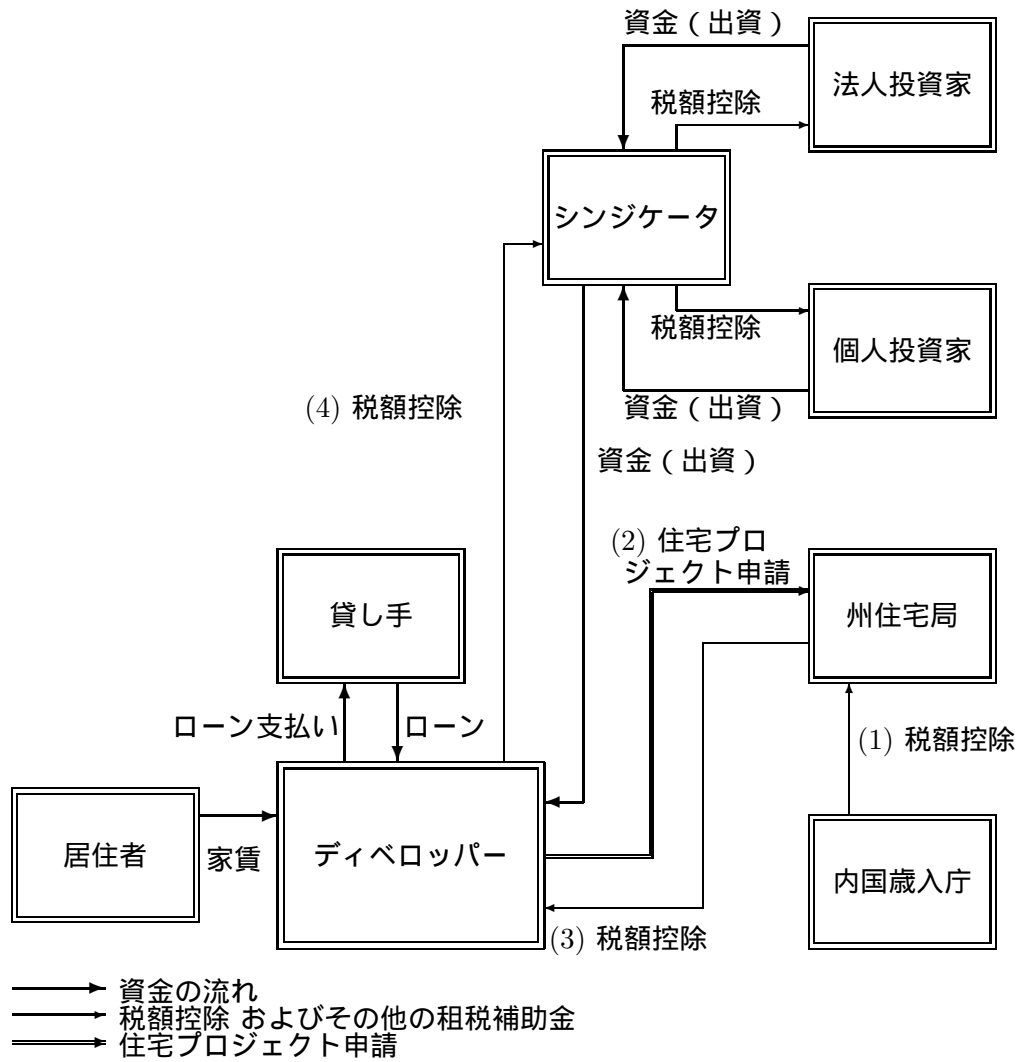 資金（出資）
法人投資家
税額控除
シンジケータ
税額控除
個人投資家
資金（出資）
(4) 税額控除
資金（出資）
(2) 住宅プロ
ジェクト申請
貸し手
州住宅局
ローン支払い
ローン
(1) 税額控除
居住者
家賃
ディベロッパー
内国歳入庁
(3) 税額控除
資金の流れ
税額控除 およびその他の租税補助金
住宅プロジェクト申請